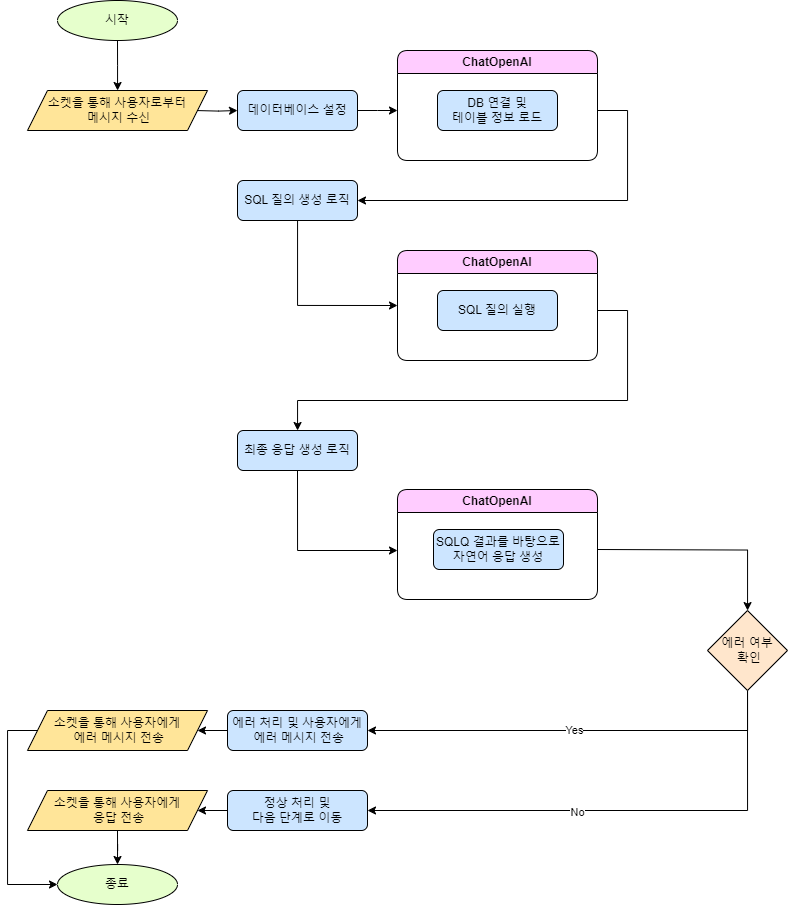 시작
소켓을 통해 사용자로부터
메시지 수신
데이터베이스 설정
ChatOpenAI
DB 연결 및
테이블 정보 로드
SQL 질의 생성 로직
ChatOpenAI
SQL 질의 실행
최종 응답 생성 로직
ChatOpenAI
SQLQ 결과를 바탕으로
자연어 응답 생성
에러 여부
확인
Yes
에러 처리 및 사용자에게
에러 메시지 전송
소켓을 통해 사용자에게
에러 메시지 전송
No
정상 처리 및
다음 단계로 이동
소켓을 통해 사용자에게
응답 전송
종료